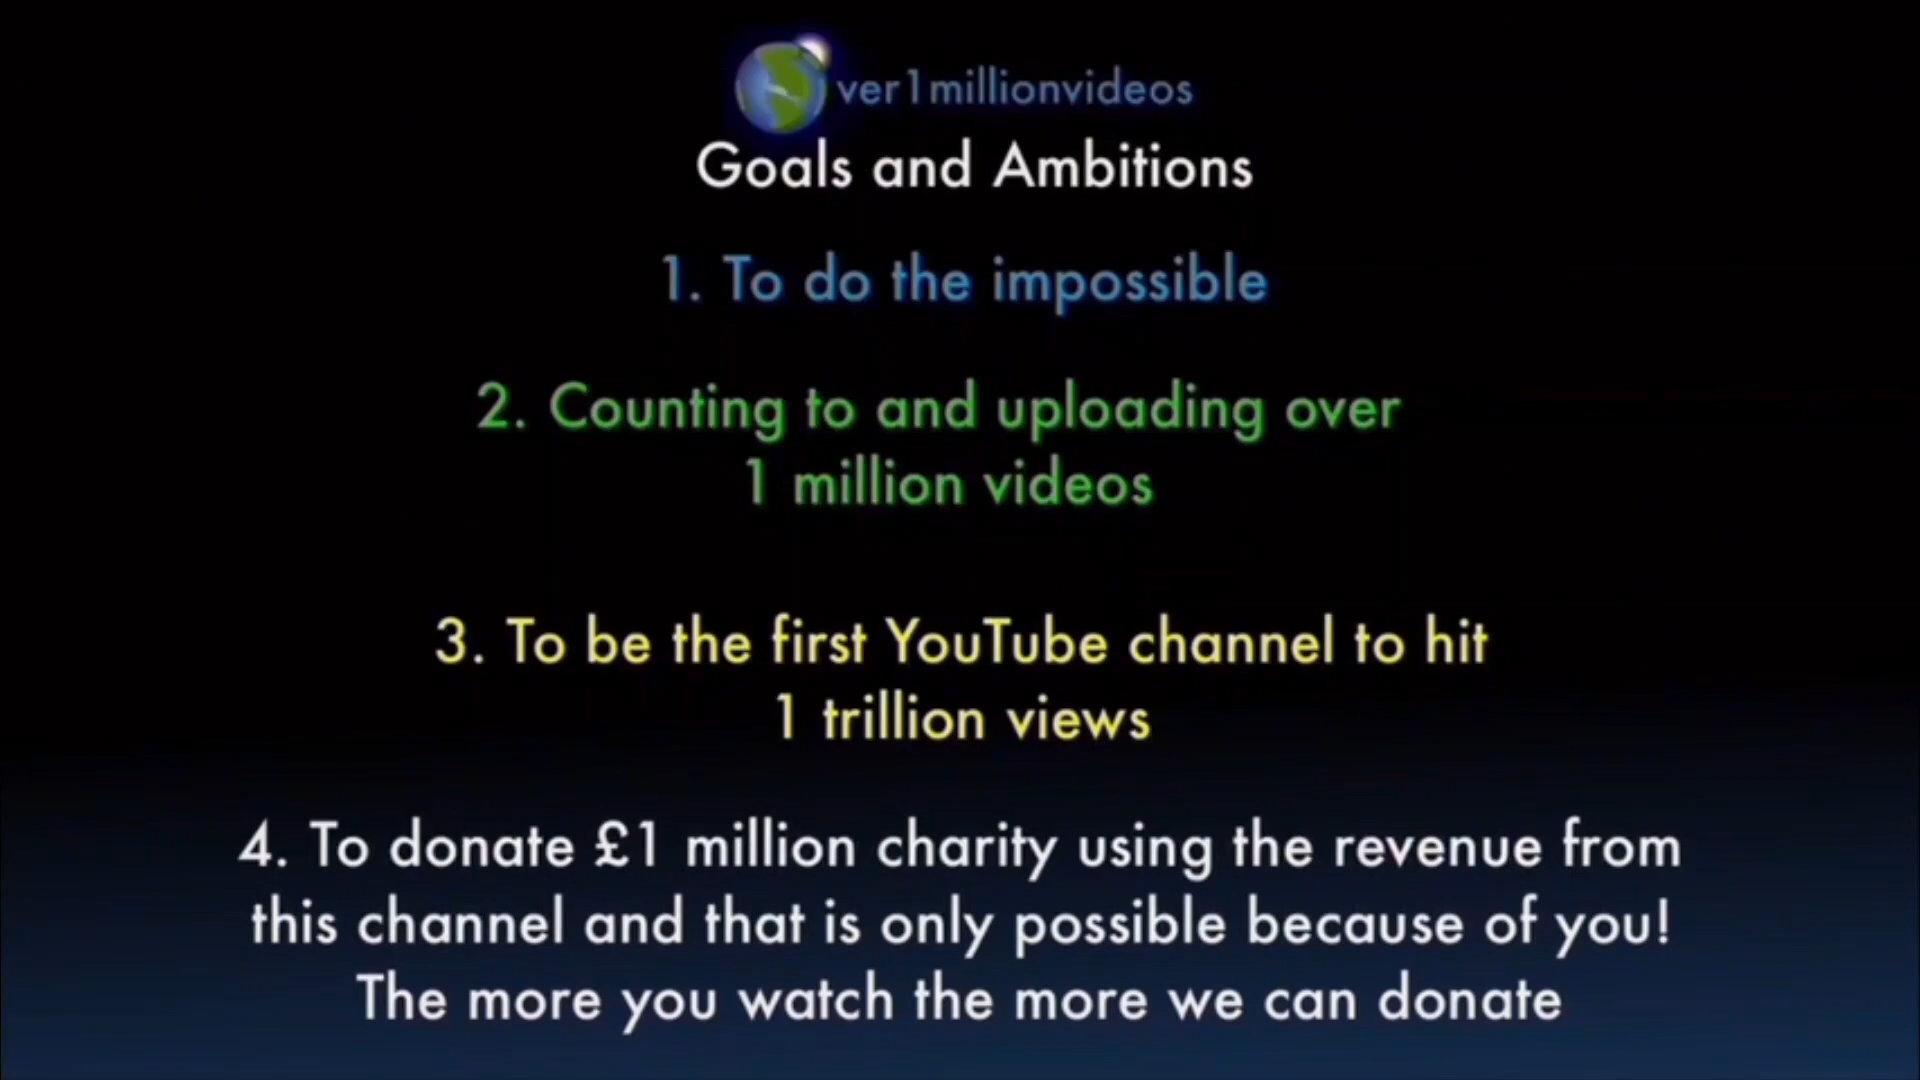 ver1millionvideos
Goals and Ambitions
1. To do the impossible
2. Counting to and uploading over
1 million videos
3. To be the first YouTube channel to hit
1 trillion views
4. To donate £1 million charity using the revenue from
this channel and that is only possible because of you!
The more you watch the more we can donate